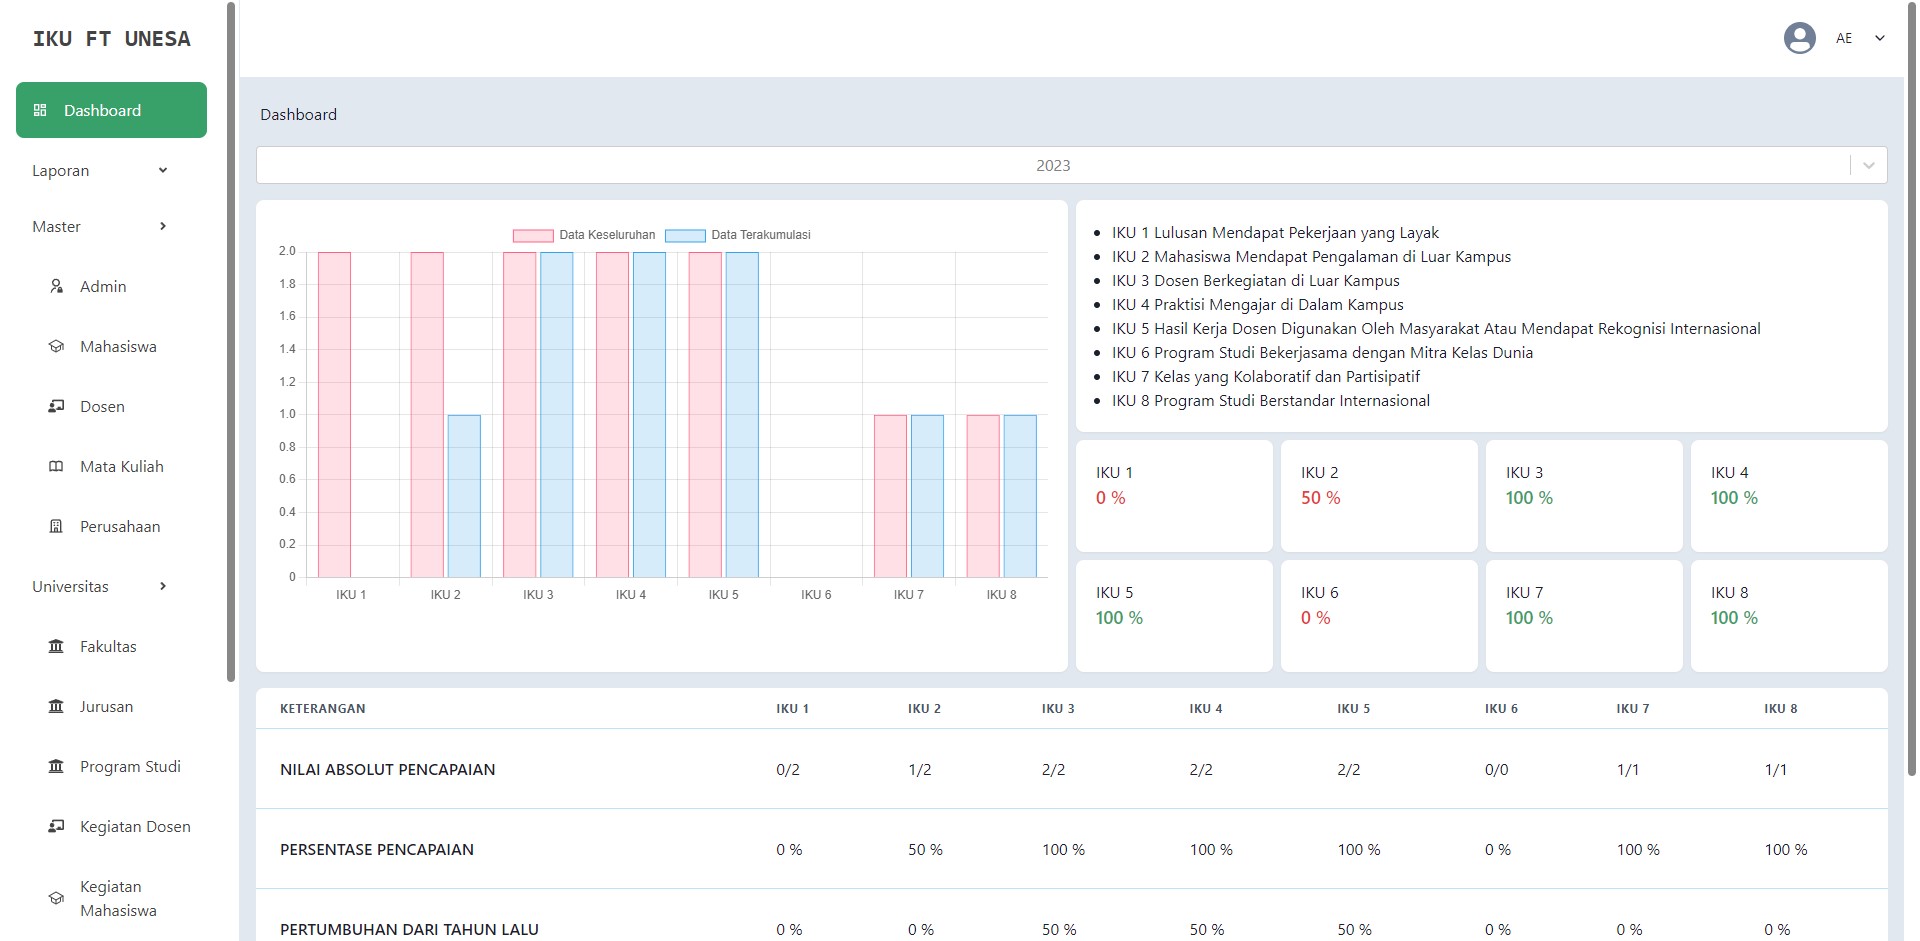 IKU FT UNESA
AE
Dashboard
Laporan
Master
Admin
Mahasiswa
Dosen
Mata Kuliah
Perusahaan
Universitas
Fakultas
Jurusan
Program Studi
Kegiatan Dosen
Kegiatan
Mahasiswa
Dashboard
2023
Data Keseluruhan Data Terakumulasi
2.0
1.8
1.6
1.4
1.2
1.0
0.8
0.6
0.4
0.2
0
IKU 1 IKU 2 IKU 3 IKU 4 IKU 5 IKU 6 IKU 7 IKU 8
IKU 1 Lulusan Mendapat Pekerjaan yang Layak
IKU 2 Mahasiswa Mendapat Pengalaman di Luar Kampus
IKU 3 Dosen Berkegiatan di Luar Kampus
IKU 4 Praktisi Mengajar di Dalam Kampus
IKU 5 Hasil Kerja Dosen Digunakan Oleh Masyarakat Atau Mendapat Rekognisi Internasional
IKU 6 Program Studi Bekerjasama dengan Mitra Kelas Dunia
IKU 7 Kelas yang Kolaboratif dan Partisipatif
IKU 8 Program Studi Berstandar Internasional
IKU 1
0 %
IKU 2
50 %
IKU 3
100 %
IKU 4
100 %
IKU 5
100 %
IKU 6
0 %
IKU 7
100 %
IKU 8
100 %
KETERANGAN IKU 1 IKU 2 IKU 3 IKU 4 IKU 5 IKU 6 IKU 7 IKU 8
NILAI ABSOLUT PENCAPAIAN 0/2 1/2 2/2 2/2 2/2 0/0 1/1 1/1
PERSENTASE PENCAPAIAN 0 % 50 % 100 % 100 % 100 % 0 % 100 % 100 %
PERTUMBUHAN DARI TAHUN LALU 0 % 0 % 50 % 50 % 50 % 0 % 0 % 0 %